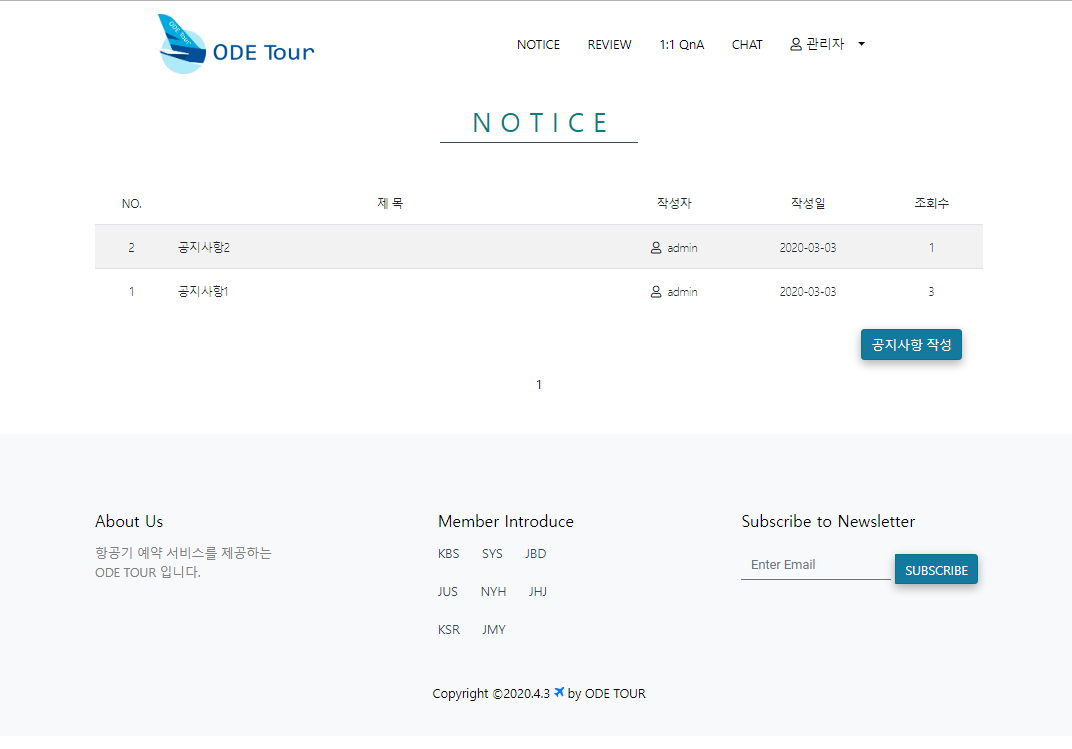 ODE Tour
ODE Tour NOTICE REVIEW 1:1 QnA CHAT 관리자
NOTICE
NO. 제 목 작성자 작성일 조회수
2 공지사항2 admin 2020-03-03 1
1 공지사항1 admin 2020-03-03 3
공지사항 작성
1
About Us Member Introduce Subscribe to Newsletter
항공기 예약 서비스를 제공하는 KBS SYS JBD
ODE TOUR 입니다. Enter Email SUBSCRIBE
JUS NYH JHJ
KSR JMY
Copyright ©2020.4.3 by ODE TOUR